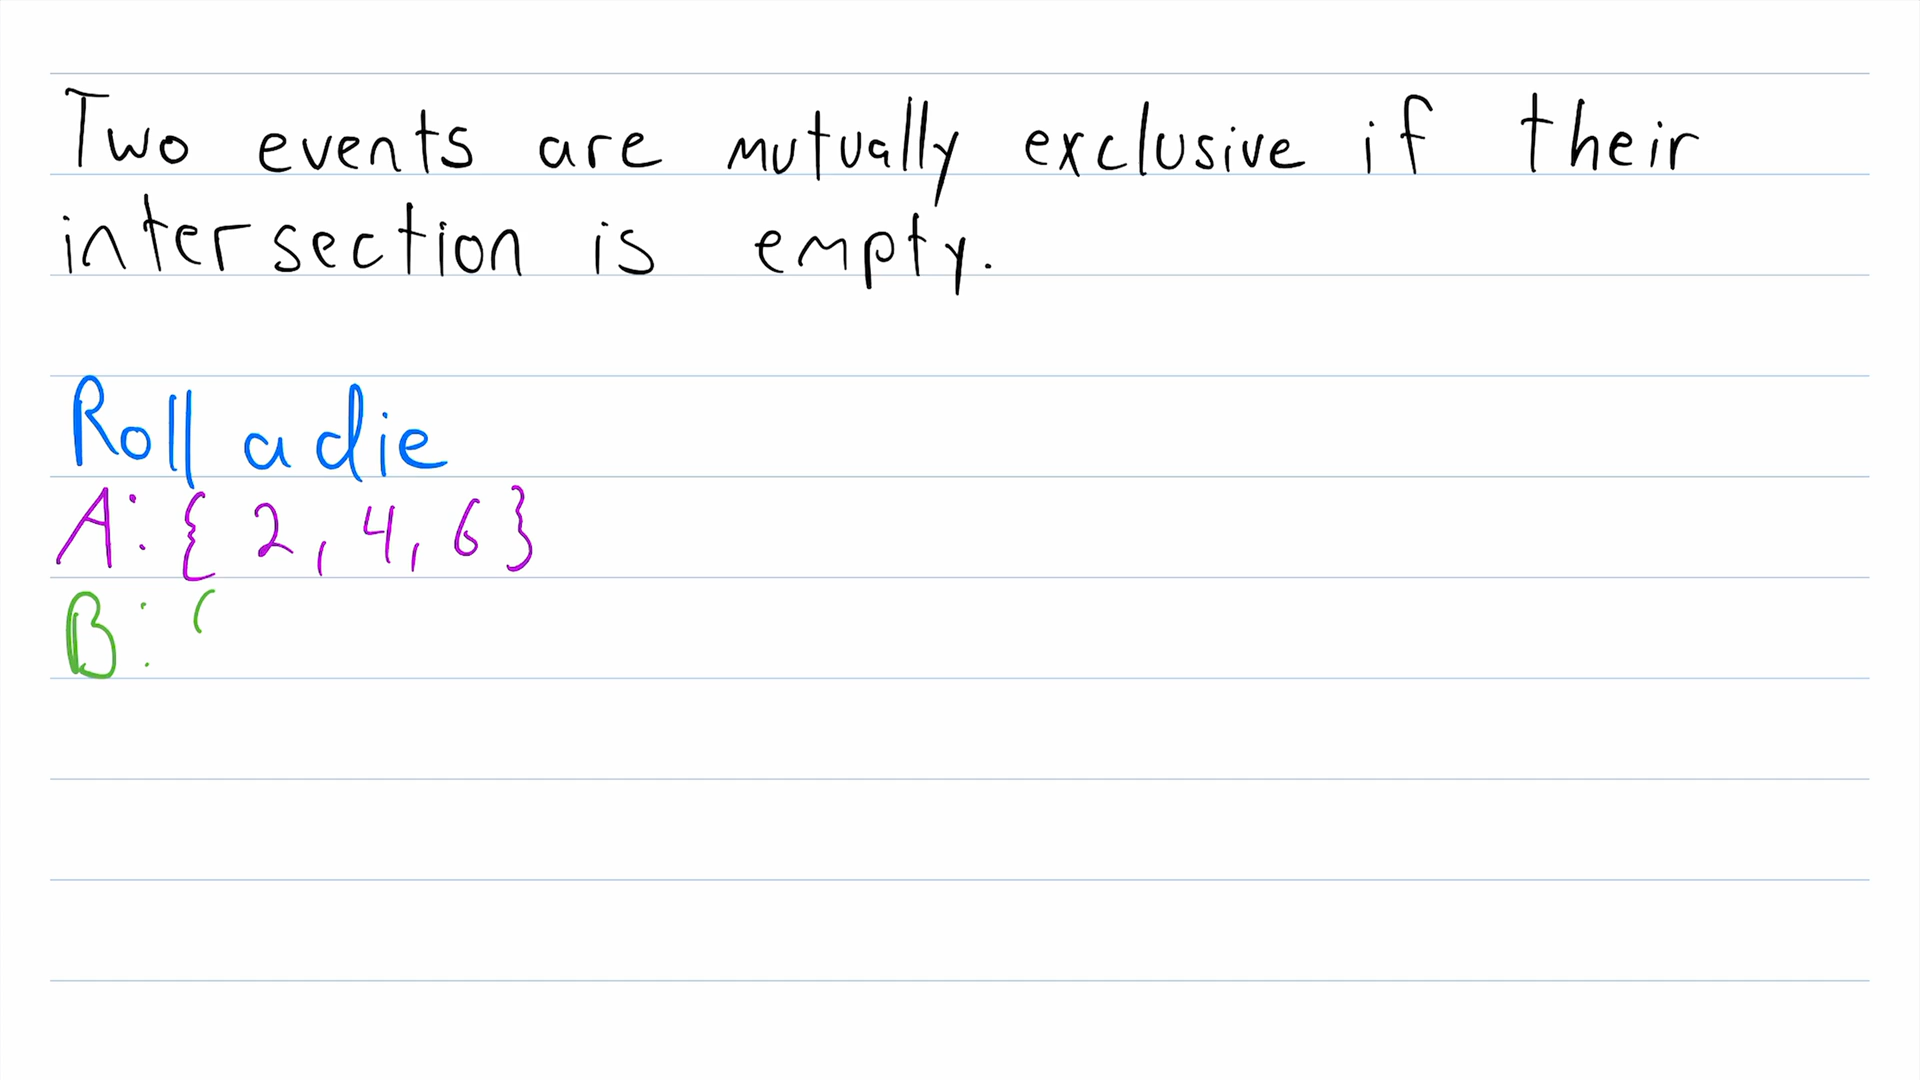 Two events are mutually exclusive if their
intersection is empty.
Roll a die
A: { 2, 4, 6 }
B: (